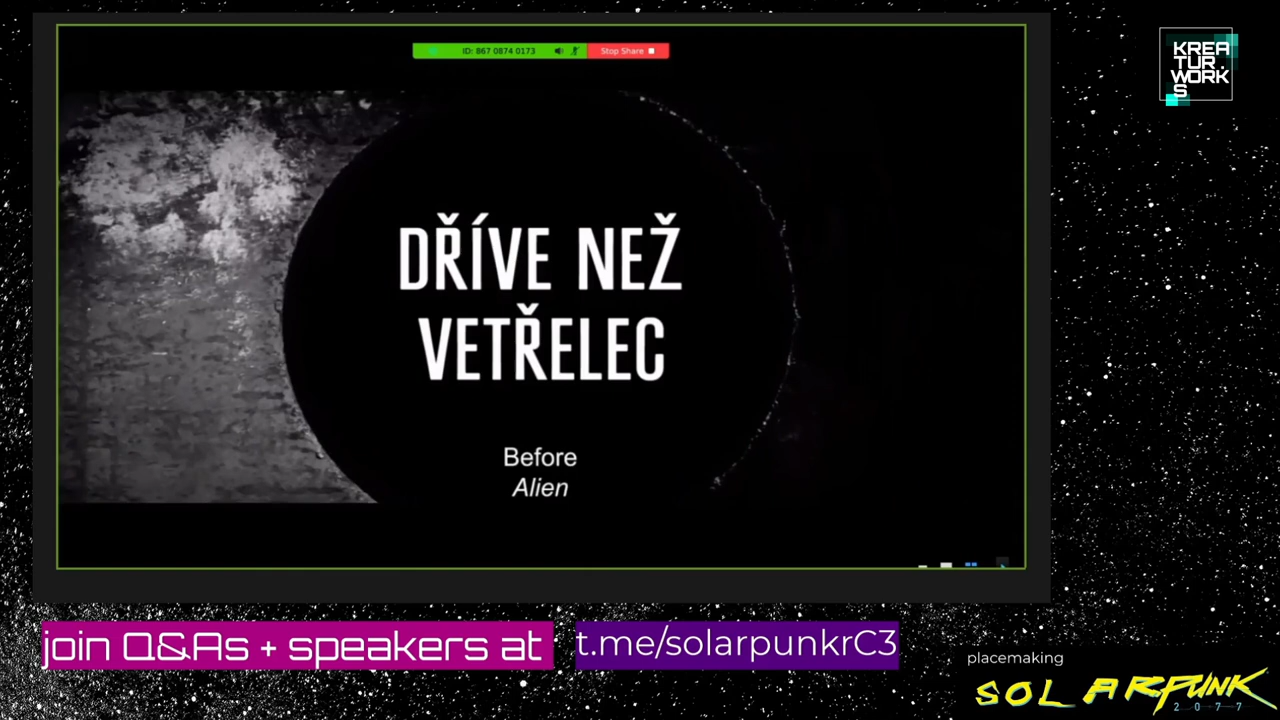 ID: 867 0874 0173
Stop Share
KREA
TUR.
WORK
S
DŘÍVE NEŽ
VETŘELEC
Before
Alien
join Q&As + speakers at
t.me/solarpunkrC3
placemaking
SOLARPUNK
2077